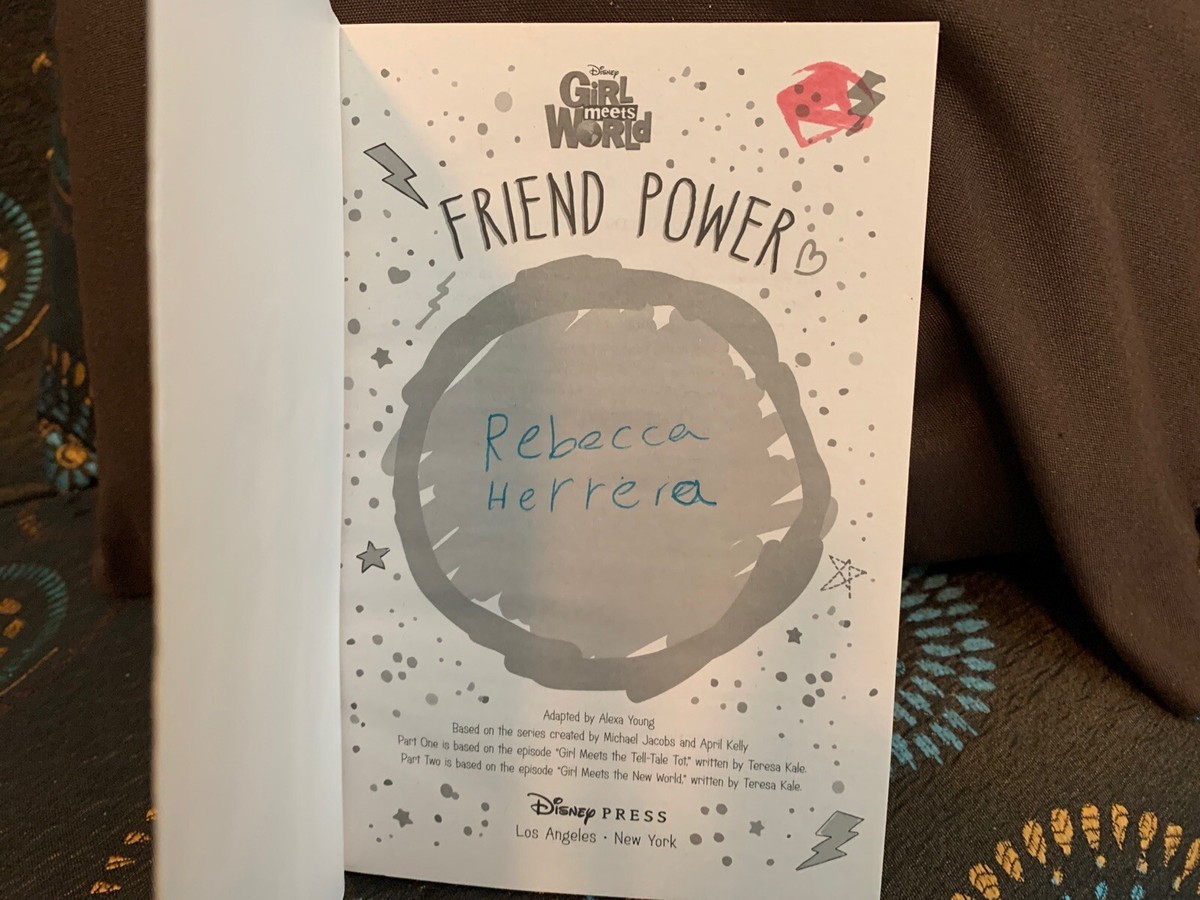 Disney
GiRL
meets
WORLd
FRIEND POWER
Rebecca
Herrera
Adapted by Alexa Young
Based on the series created by Michael Jacobs and April Kelly
Part One is based on the episode "Girl Meets the Tell-Tale Tot," written by Teresa Kale.
Part Two is based on the episode "Girl Meets the New World," written by Teresa Kale.
Disney PRESS
Los Angeles • New York